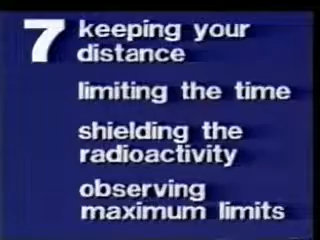 7 keeping your
distance
limiting the time
shielding the
radioactivity
observing
maximum limits